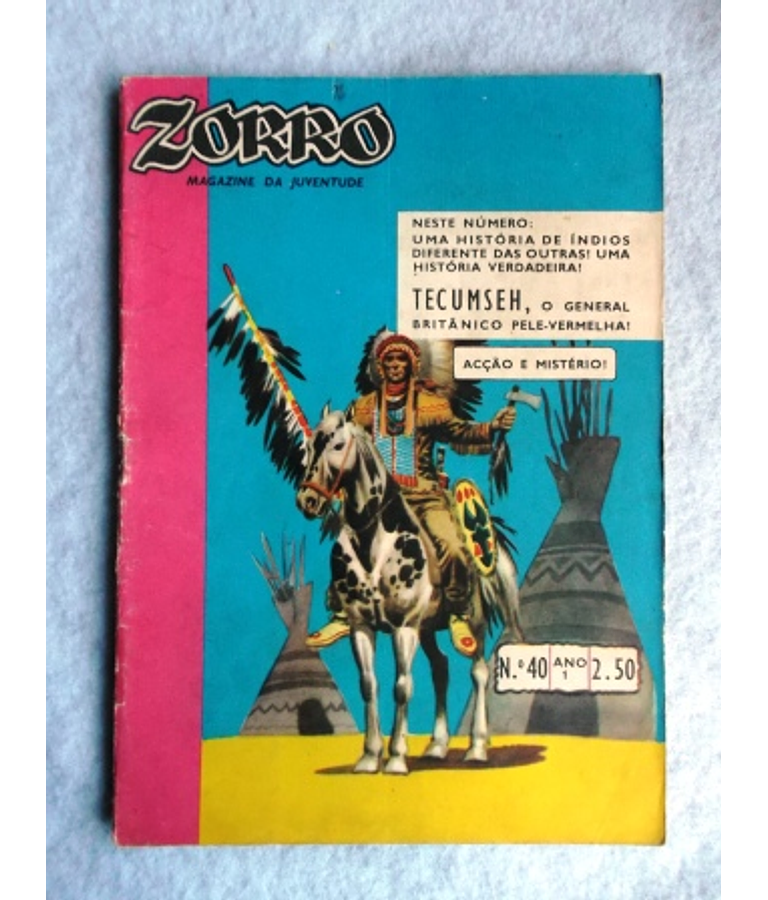 ZORRO
MAGAZINE DA JUVENTUDE
NESTE NÚMERO:
UMA HISTÓRIA DE ÍNDIOS
DIFERENTE DAS OUTRAS! UMA
HISTÓRIA VERDADEIRA!
TECUMSEH, O GENERAL
BRITÂNICO PELE-VERMELHA!
ACÇÃO E MISTÉRIO!
N.º 40 ANO 1 2.50